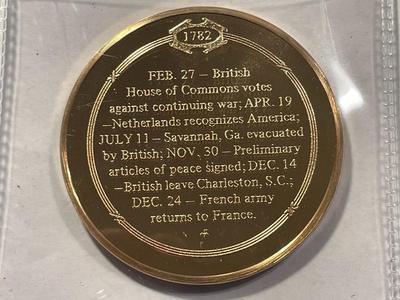 1782
FEB. 27 — British
House of Commons votes
against continuing war; APR. 19
—Netherlands recognizes America;
JULY 11 — Savannah, Ga. evacuated
by British; NOV. 30 — Preliminary
articles of peace signed; DEC. 14
—British leave Charleston, S.C.;
DEC. 24 — French army
returns to France.